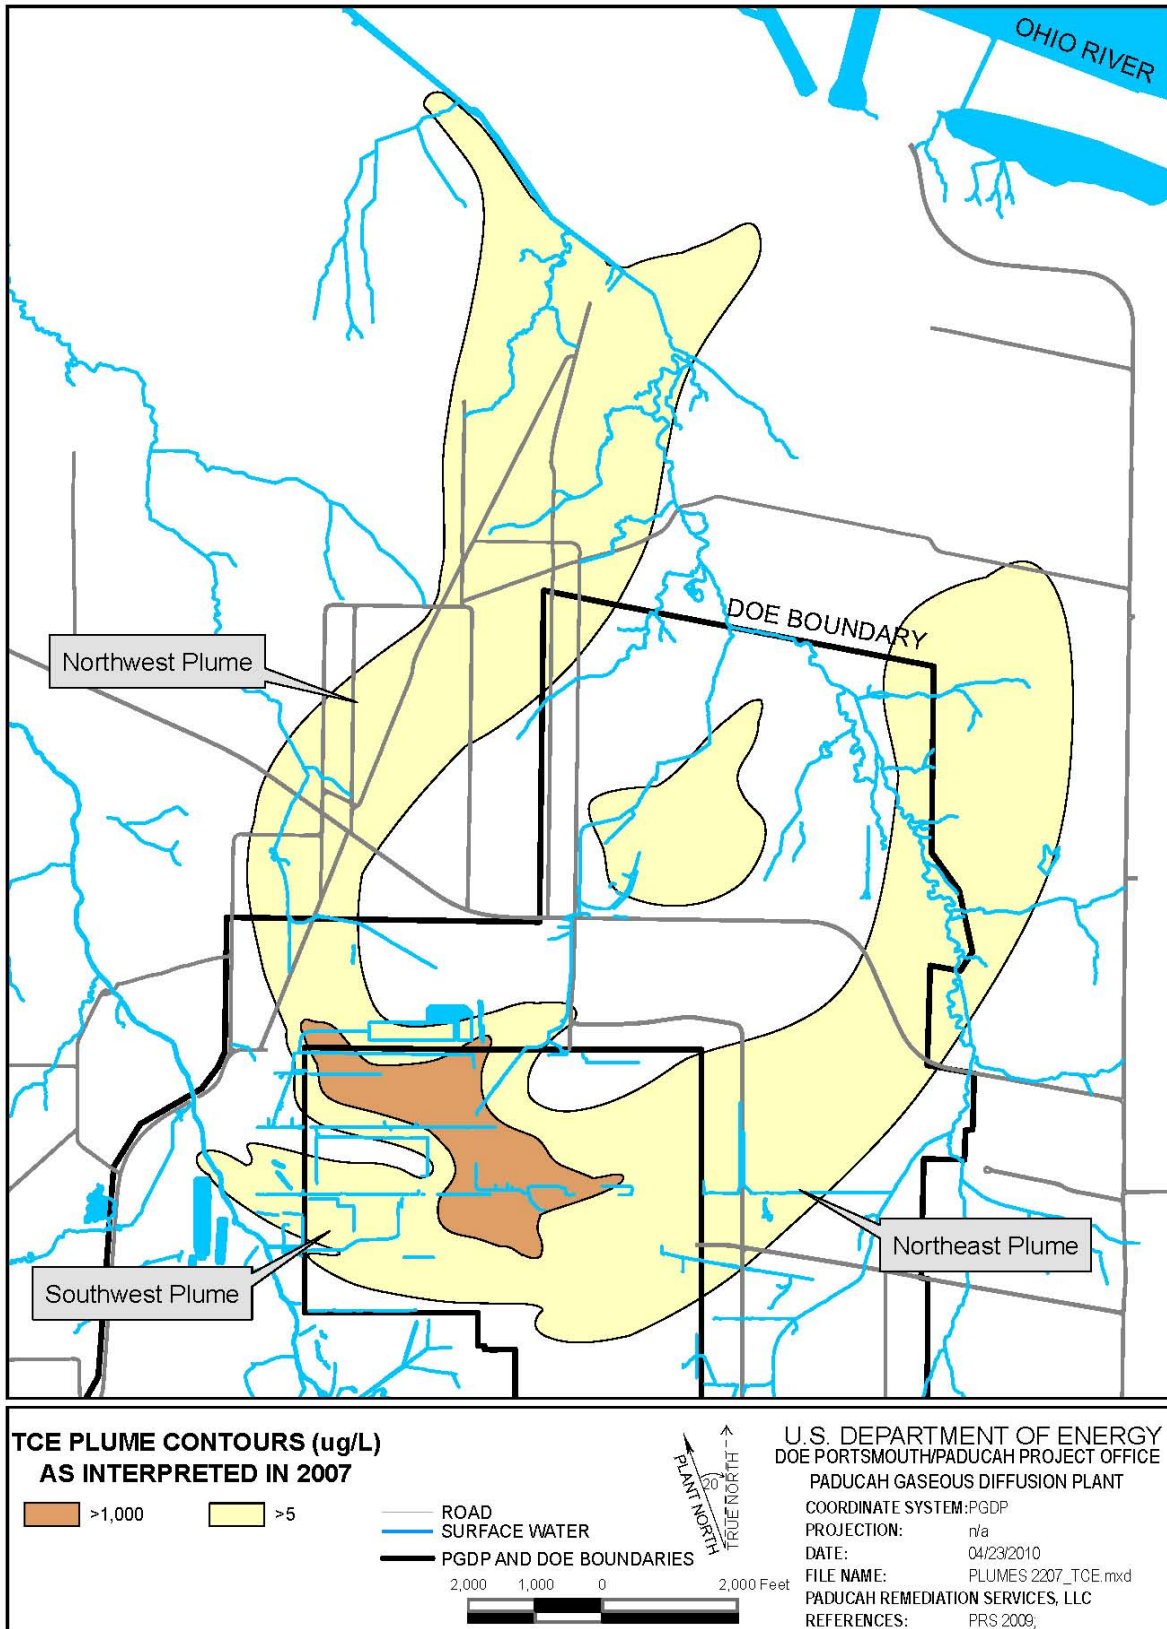 OHIO RIVER
DOE BOUNDARY
Northwest Plume
Northeast Plume
Southwest Plume
TCE PLUME CONTOURS (ug/L)
AS INTERPRETED IN 2007
>1,000
>5
ROAD
SURFACE WATER
PGDP AND DOE BOUNDARIES
2,000 1,000 0 2,000 Feet
PLANT NORTH
20
TRUE NORTH
U.S. DEPARTMENT OF ENERGY
DOE PORTSMOUTH/PADUCAH PROJECT OFFICE
PADUCAH GASEOUS DIFFUSION PLANT
COORDINATE SYSTEM: PGDP
PROJECTION: n/a
DATE: 04/23/2010
FILE NAME: PLUMES 2207_TCE.mxd
PADUCAH REMEDIATION SERVICES, LLC
REFERENCES: PRS 2009;